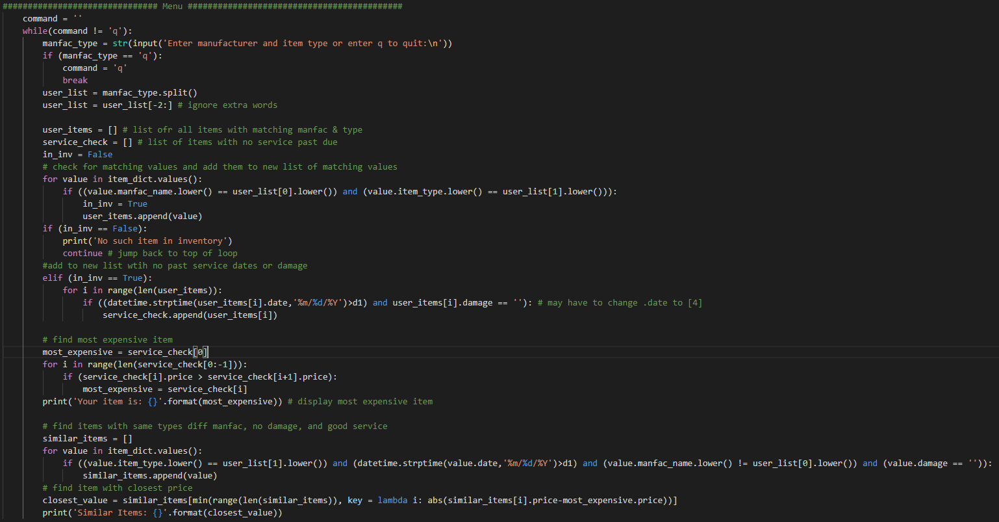 ############################### Menu ###########################################
    command = ''
    while(command != 'q'):
        manfac_type = str(input('Enter manufacturer and item type or enter q to quit:\n'))
        if (manfac_type == 'q'):
            command = 'q'
            break
        user_list = manfac_type.split()
        user_list = user_list[-2:] # ignore extra words

        user_items = [] # list ofr all items with matching manfac & type
        service_check = [] # list of items with no service past due
        in_inv = False
        # check for matching values and add them to new list of matching values
        for value in item_dict.values():
            if ((value.manfac_name.lower() == user_list[0].lower()) and (value.item_type.lower() == user_list[1].lower())):
                in_inv = True
                user_items.append(value)
        if (in_inv == False):
            print('No such item in inventory')
            continue # jump back to top of loop
        #add to new list wtih no past service dates or damage
        elif (in_inv == True):
            for i in range(len(user_items)):
                if ((datetime.strptime(user_items[i].date,'%m/%d/%Y')>d1) and user_items[i].damage == ''): # may have to change .date to [4]
                    service_check.append(user_items[i])

        # find most expensive item
        most_expensive = service_check[0]
        for i in range(len(service_check[0:-1])):
            if (service_check[i].price > service_check[i+1].price):
                most_expensive = service_check[i]
        print('Your item is: {}'.format(most_expensive)) # display most expensive item

        # find items with same types diff manfac, no damage, and good service
        similar_items = []
        for value in item_dict.values():
            if ((value.item_type.lower() == user_list[1].lower()) and (datetime.strptime(value.date,'%m/%d/%Y')>d1) and (value.manfac_name.lower() != user_list[0].lower()) and (value.damage == '')):
                similar_items.append(value)
        # find item with closest price
        closest_value = similar_items[min(range(len(similar_items)), key = lambda i: abs(similar_items[i].price-most_expensive.price))]
        print('Similar Items: {}'.format(closest_value))